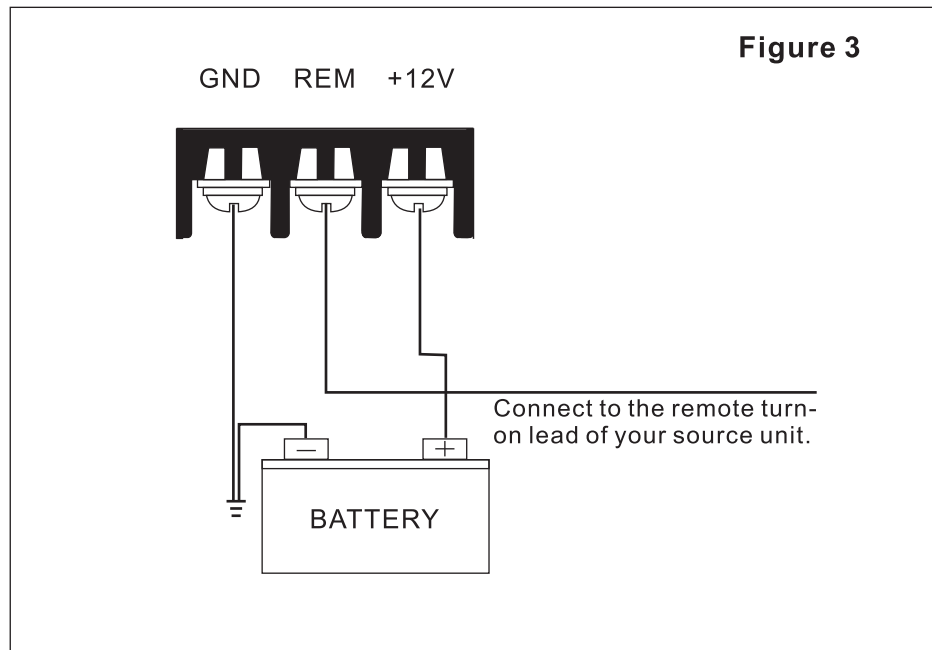 Figure 3
GND REM +12V
Connect to the remote turn-
on lead of your source unit.
− +
BATTERY